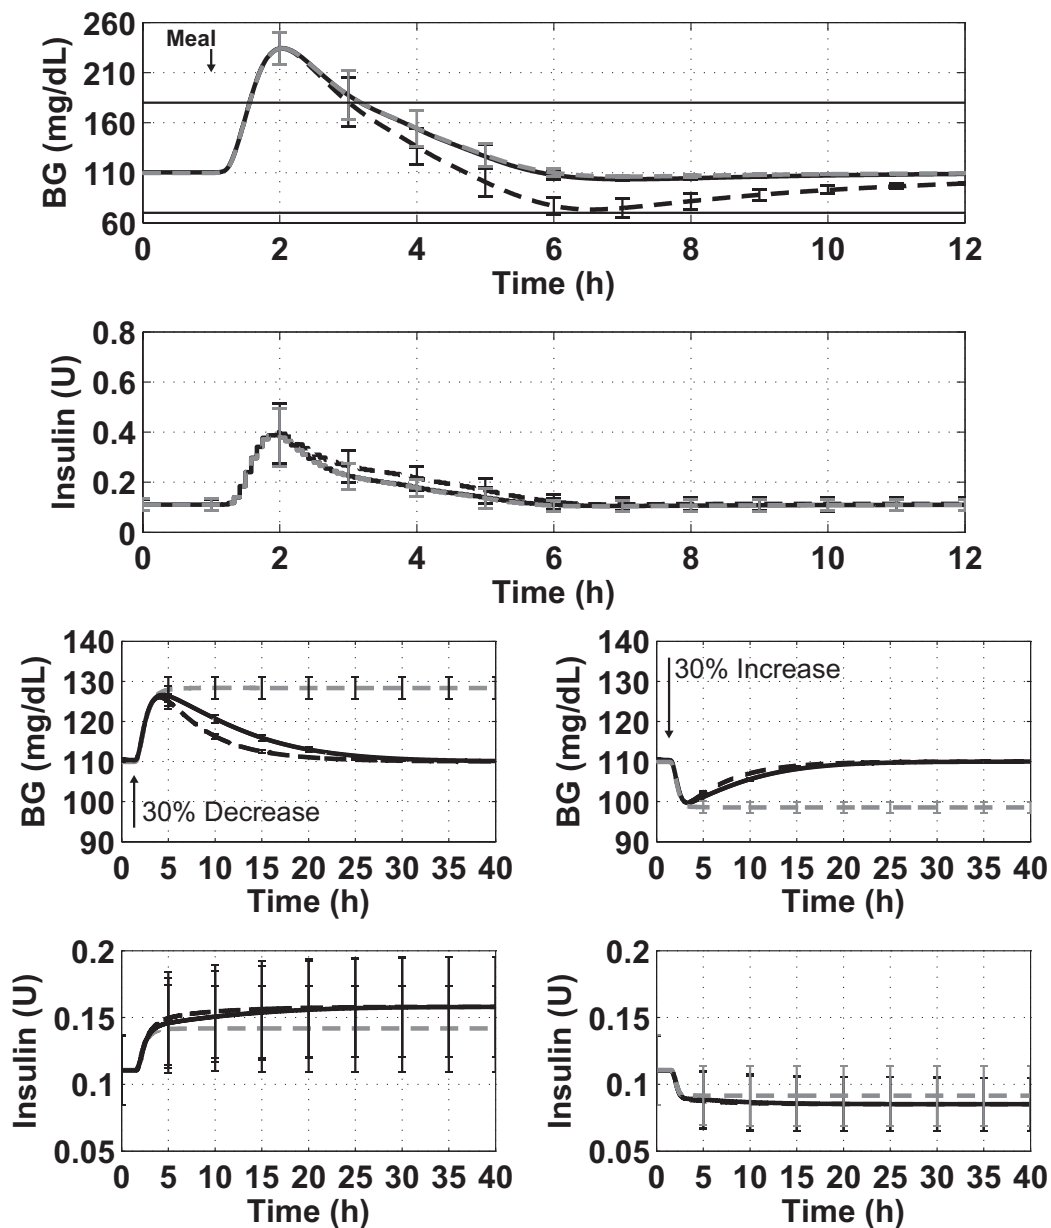 BG (mg/dL)
260
210
160
110
60
Meal
0 2 4 6 8 10 12
Time (h)
Insulin (U)
0.8
0.6
0.4
0.2
0
0 2 4 6 8 10 12
Time (h)
BG (mg/dL)
140
130
120
110
100
90
30% Decrease
0 5 10 15 20 25 30 35 40
Time (h)
BG (mg/dL)
140
130
120
110
100
90
30% Increase
0 5 10 15 20 25 30 35 40
Time (h)
Insulin (U)
0.2
0.15
0.1
0.05
0 5 10 15 20 25 30 35 40
Time (h)
Insulin (U)
0.2
0.15
0.1
0.05
0 5 10 15 20 25 30 35 40
Time (h)